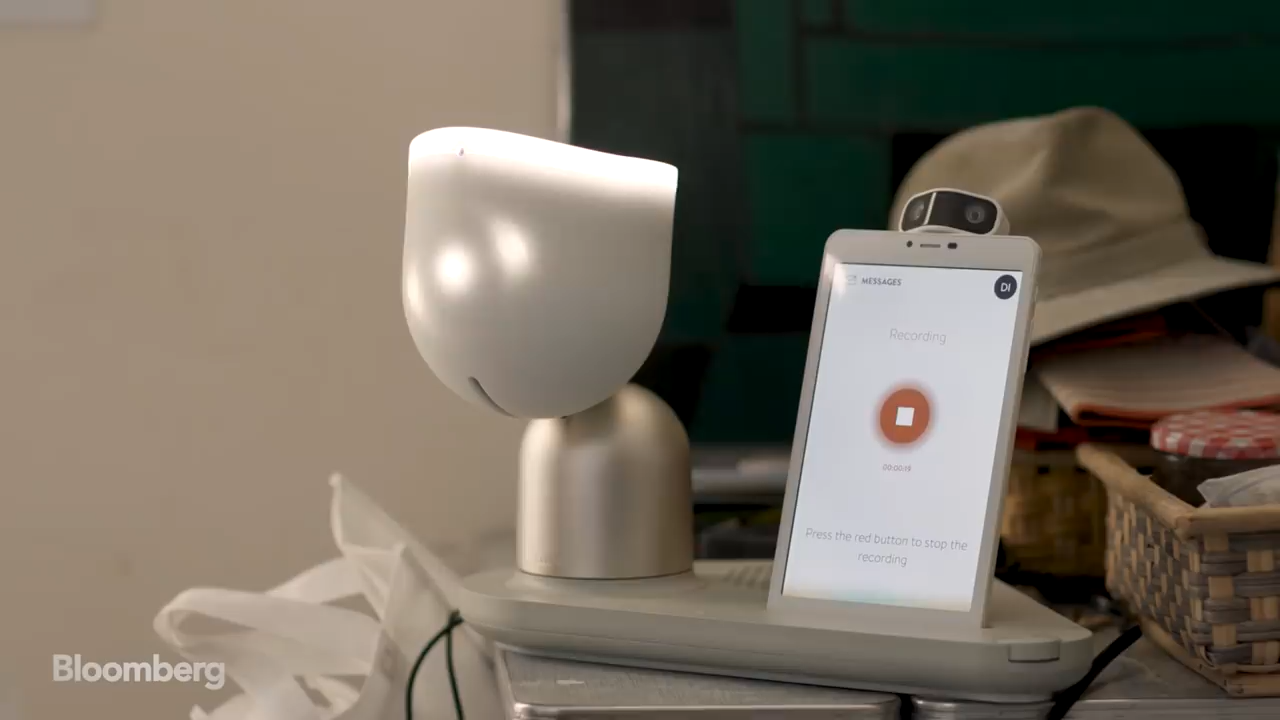 MESSAGES
DI
Recording
00:00:19
Press the red button to stop the
recording
Bloomberg